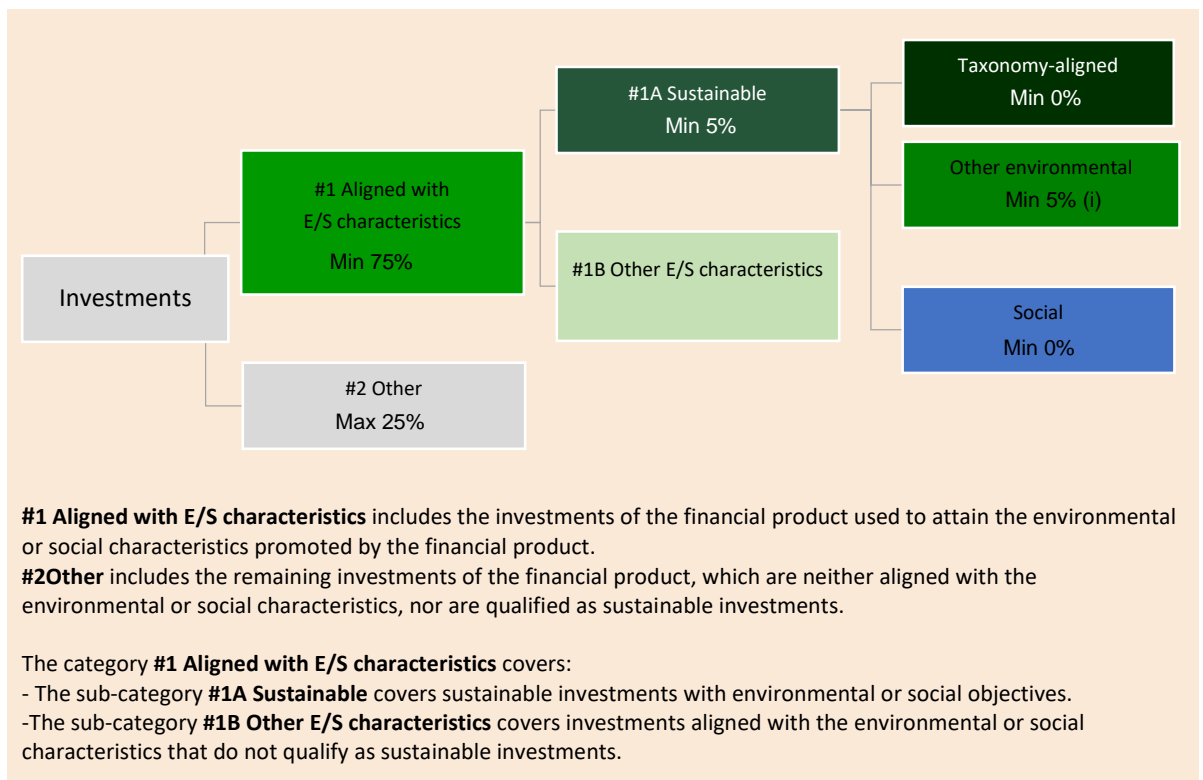 Investments
#1 Aligned with
E/S characteristics
Min 75%
#2 Other
Max 25%
#1A Sustainable
Min 5%
#1B Other E/S characteristics
Taxonomy-aligned
Min 0%
Other environmental
Min 5% (i)
Social
Min 0%
#1 Aligned with E/S characteristics includes the investments of the financial product used to attain the environmental
or social characteristics promoted by the financial product.
#2Other includes the remaining investments of the financial product, which are neither aligned with the
environmental or social characteristics, nor are qualified as sustainable investments.
The category #1 Aligned with E/S characteristics covers:
- The sub-category #1A Sustainable covers sustainable investments with environmental or social objectives.
-The sub-category #1B Other E/S characteristics covers investments aligned with the environmental or social
characteristics that do not qualify as sustainable investments.